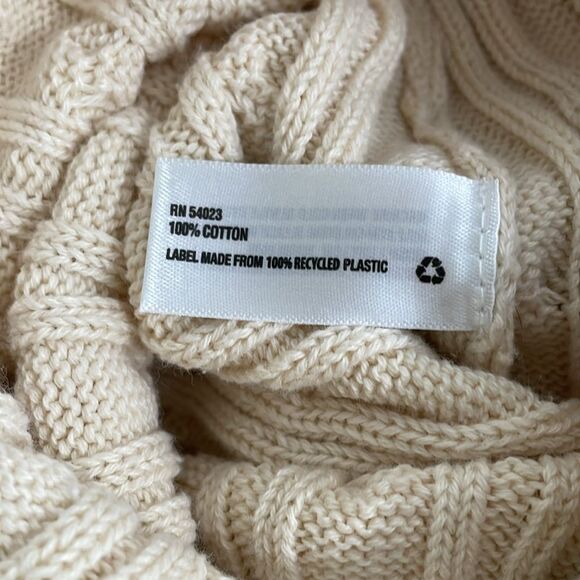 RN 54023
100% COTTON
LABEL MADE FROM 100% RECYCLED PLASTIC